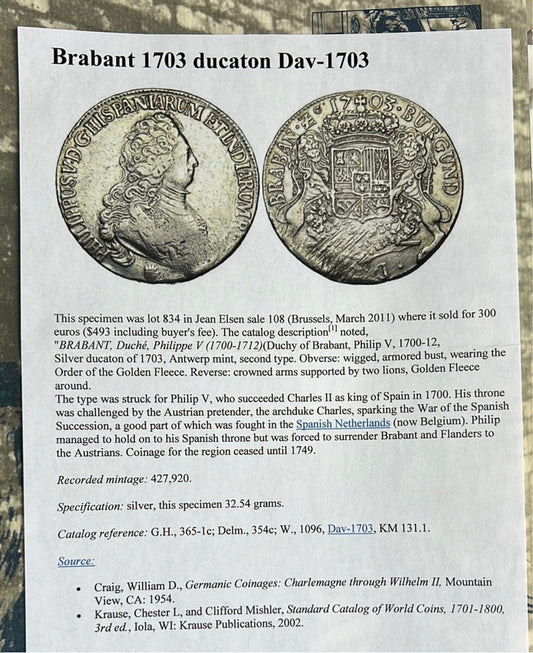 Brabant 1703 ducaton Dav-1703
PHILIPPUS·V·D·G·HISPANIARUM·ET·INDIARUM·R
BRABAN·Z·1703·BURGUND
This specimen was lot 834 in Jean Elsen sale 108 (Brussels, March 2011) where it sold for 300
euros ($493 including buyer's fee). The catalog description[1] noted,
"BRABANT, Duché, Philippe V (1700-1712)(Duchy of Brabant, Philip V, 1700-12,
Silver ducaton of 1703, Antwerp mint, second type. Obverse: wigged, armored bust, wearing the
Order of the Golden Fleece. Reverse: crowned arms supported by two lions, Golden Fleece
around.
The type was struck for Philip V, who succeeded Charles II as king of Spain in 1700. His throne
was challenged by the Austrian pretender, the archduke Charles, sparking the War of the Spanish
Succession, a good part of which was fought in the Spanish Netherlands (now Belgium). Philip
managed to hold on to his Spanish throne but was forced to surrender Brabant and Flanders to
the Austrians. Coinage for the region ceased until 1749.
Recorded mintage: 427,920.
Specification: silver, this specimen 32.54 grams.
Catalog reference: G.H., 365-1c; Delm., 354c; W., 1096, Dav-1703, KM 131.1.
Source:
• Craig, William D., Germanic Coinages: Charlemagne through Wilhelm II, Mountain
View, CA: 1954.
• Krause, Chester L, and Clifford Mishler, Standard Catalog of World Coins, 1701-1800,
3rd ed., Iola, WI: Krause Publications, 2002.